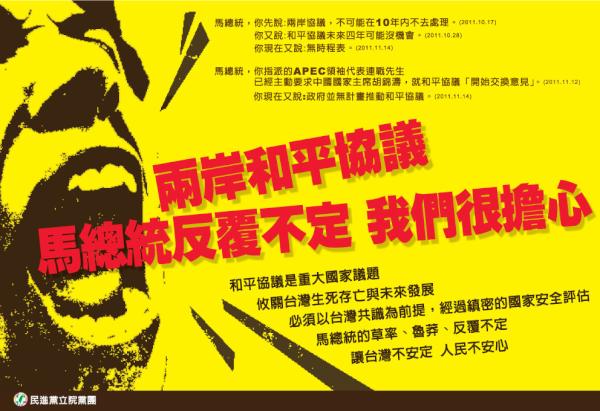 馬總統,你先說:兩岸協議,不可能在10年內不去處理。(2011.10.17)
你又說:和平協議未來四年可能沒機會。(2011.10.28)
你現在又說:無時程表。(2011.11.14)
馬總統,你指派的APEC領袖代表連戰先生
已經主動要求中國國家主席胡錦濤,就和平協議「開始交換意見」。(2011.11.12)
你現在又說:政府並無計畫推動和平協議。(2011.11.14)
兩岸和平協議
馬總統反覆不定 我們很擔心
和平協議是重大國家議題
攸關台灣生死存亡與未來發展
必須以台灣共識為前提,經過縝密的國家安全評估
馬總統的草率、魯莽、反覆不定
讓台灣不安定 人民不安心
民進黨立院黨團